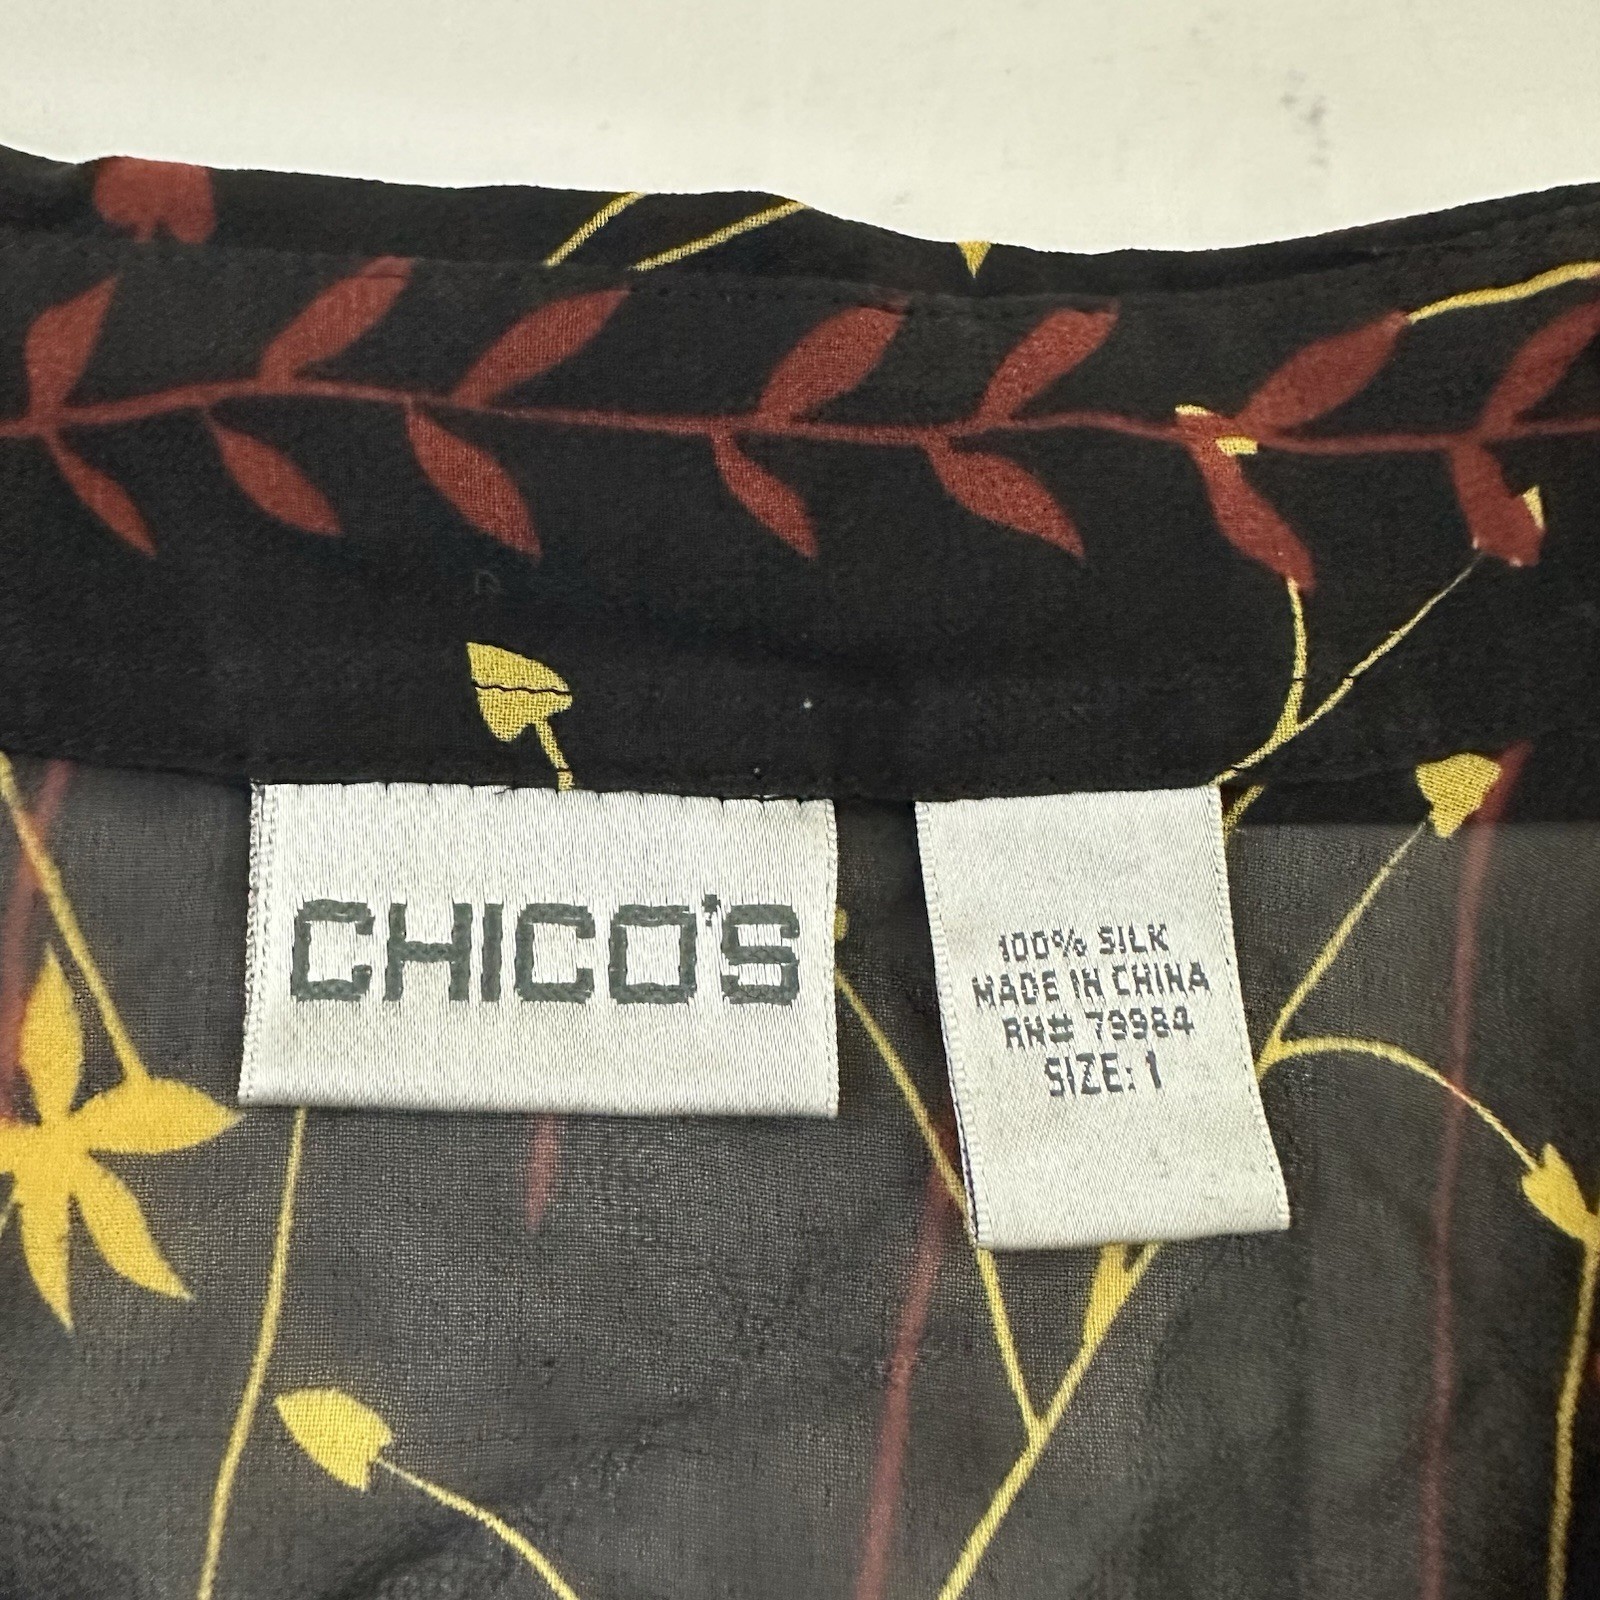 CHICO'S
100% SILK
MADE IN CHINA
RN# 79984
SIZE: 1